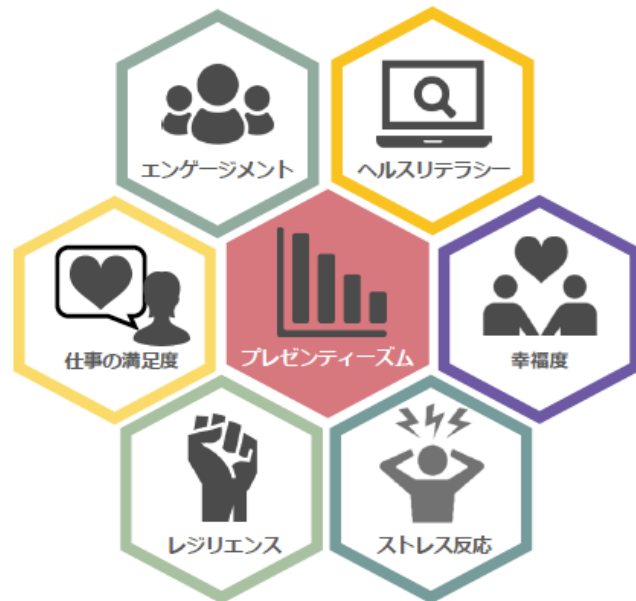 エンゲージメント
ヘルスリテラシー
仕事の満足度
プレゼンティーズム
幸福度
レジリエンス
ストレス反応